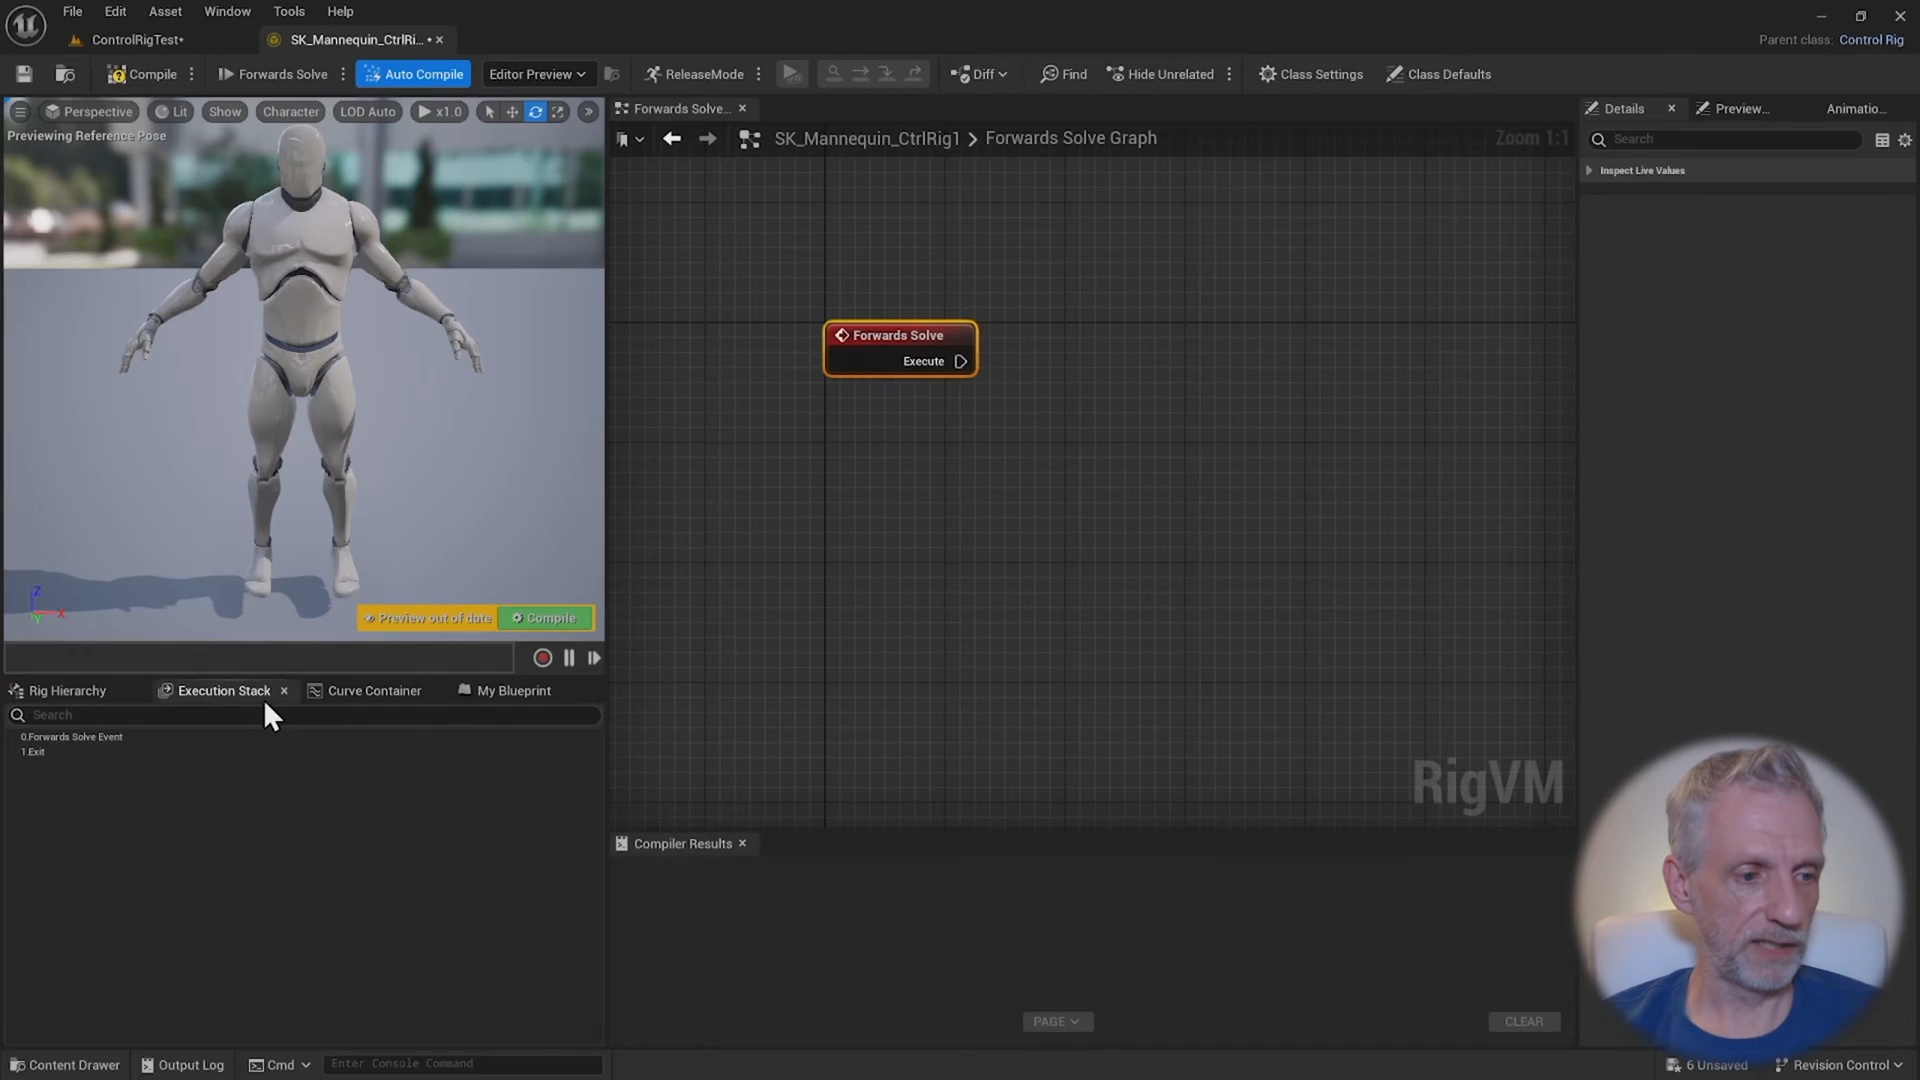 File Edit Asset Window Tools Help
ControlRigTest*
SK_Mannequin_CtrlRi... *
Parent class: Control Rig
Compile
Forwards Solve
Auto Compile
Editor Preview
ReleaseMode
Diff
Find
Hide Unrelated
Class Settings
Class Defaults
Perspective
Lit
Show
Character
LOD Auto
x1.0
Previewing Reference Pose
Forwards Solve...
SK_Mannequin_CtrlRig1 > Forwards Solve Graph
Zoom 1:1
Details
Preview...
Animatio...
Search
Inspect Live Values
Forwards Solve
Execute
Z
X
Y
Preview out of date
Compile
RigVM
Rig Hierarchy
Execution Stack
Curve Container
My Blueprint
Search
0.Forwards Solve Event
1.Exit
Compiler Results
PAGE
CLEAR
Content Drawer
Output Log
Cmd
Enter Console Command
6 Unsaved
Revision Control